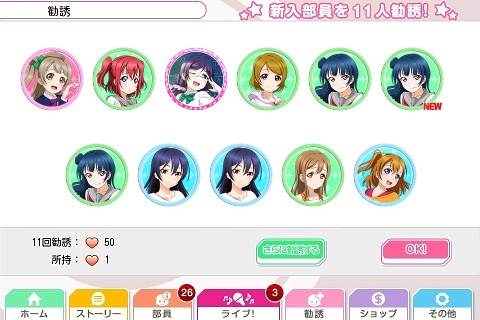 勧誘
新入部員を11人勧誘!
NEW
11回勧誘: 50
所持: 1
さらに勧誘する
OK!
26
3
ホーム
ストーリー
部員
ライブ!
勧誘
ショップ
その他